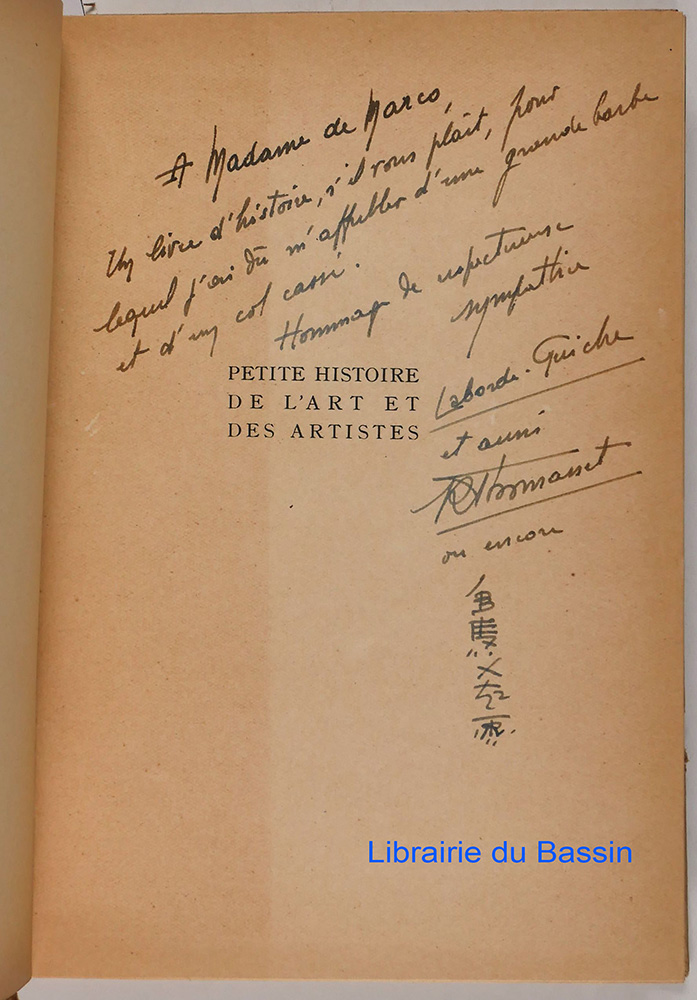 A Madame de Marco,
Un livre d'histoire, s'il vous plaît, pour
lequel j'ai dû m'affubler d'une grande barbe
et d'un col cassé.
Hommage de respectueuse
sympathie
PETITE HISTOIRE
DE L'ART ET
DES ARTISTES
Laborde-Guiche
et aussi
R Thomasset
ou encore
Librairie du Bassin